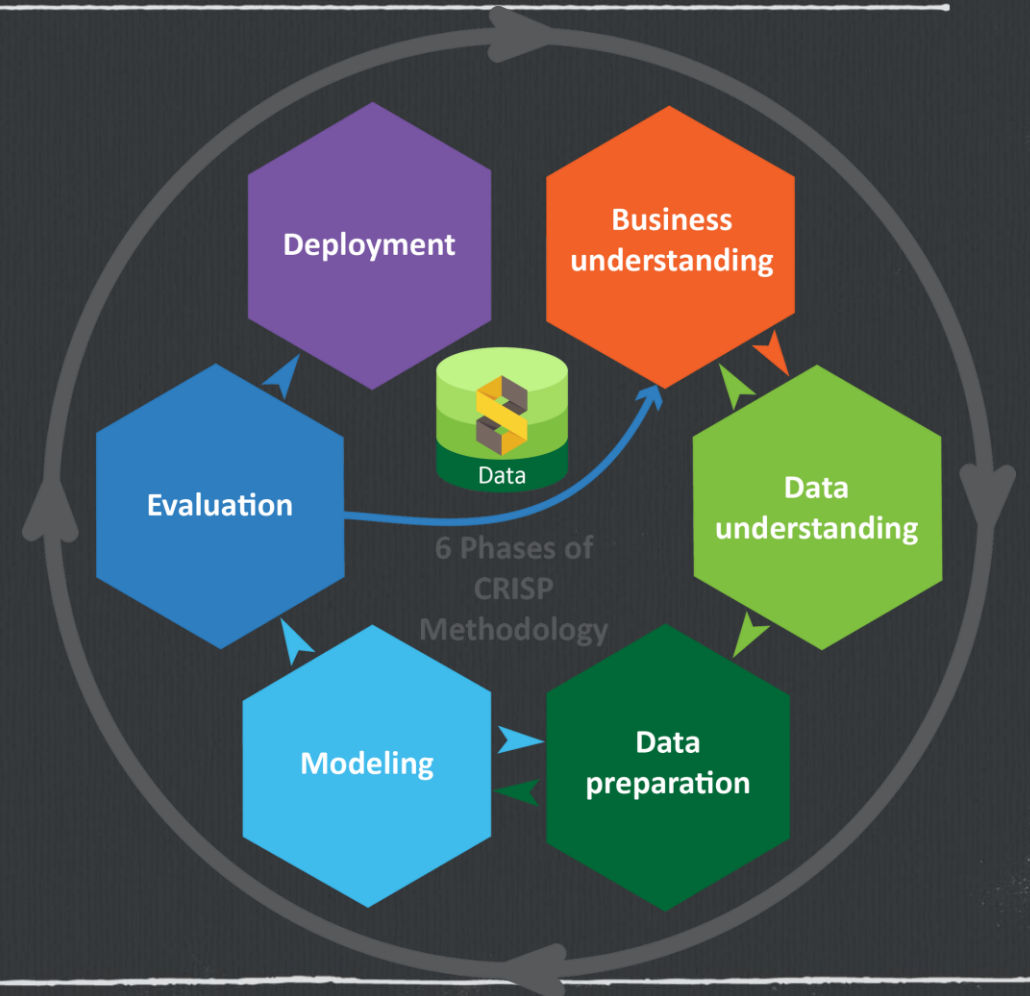 Deployment
Business
understanding
Data
Evaluation
Data
understanding
6 Phases of
CRISP
Methodology
Modeling
Data
preparation